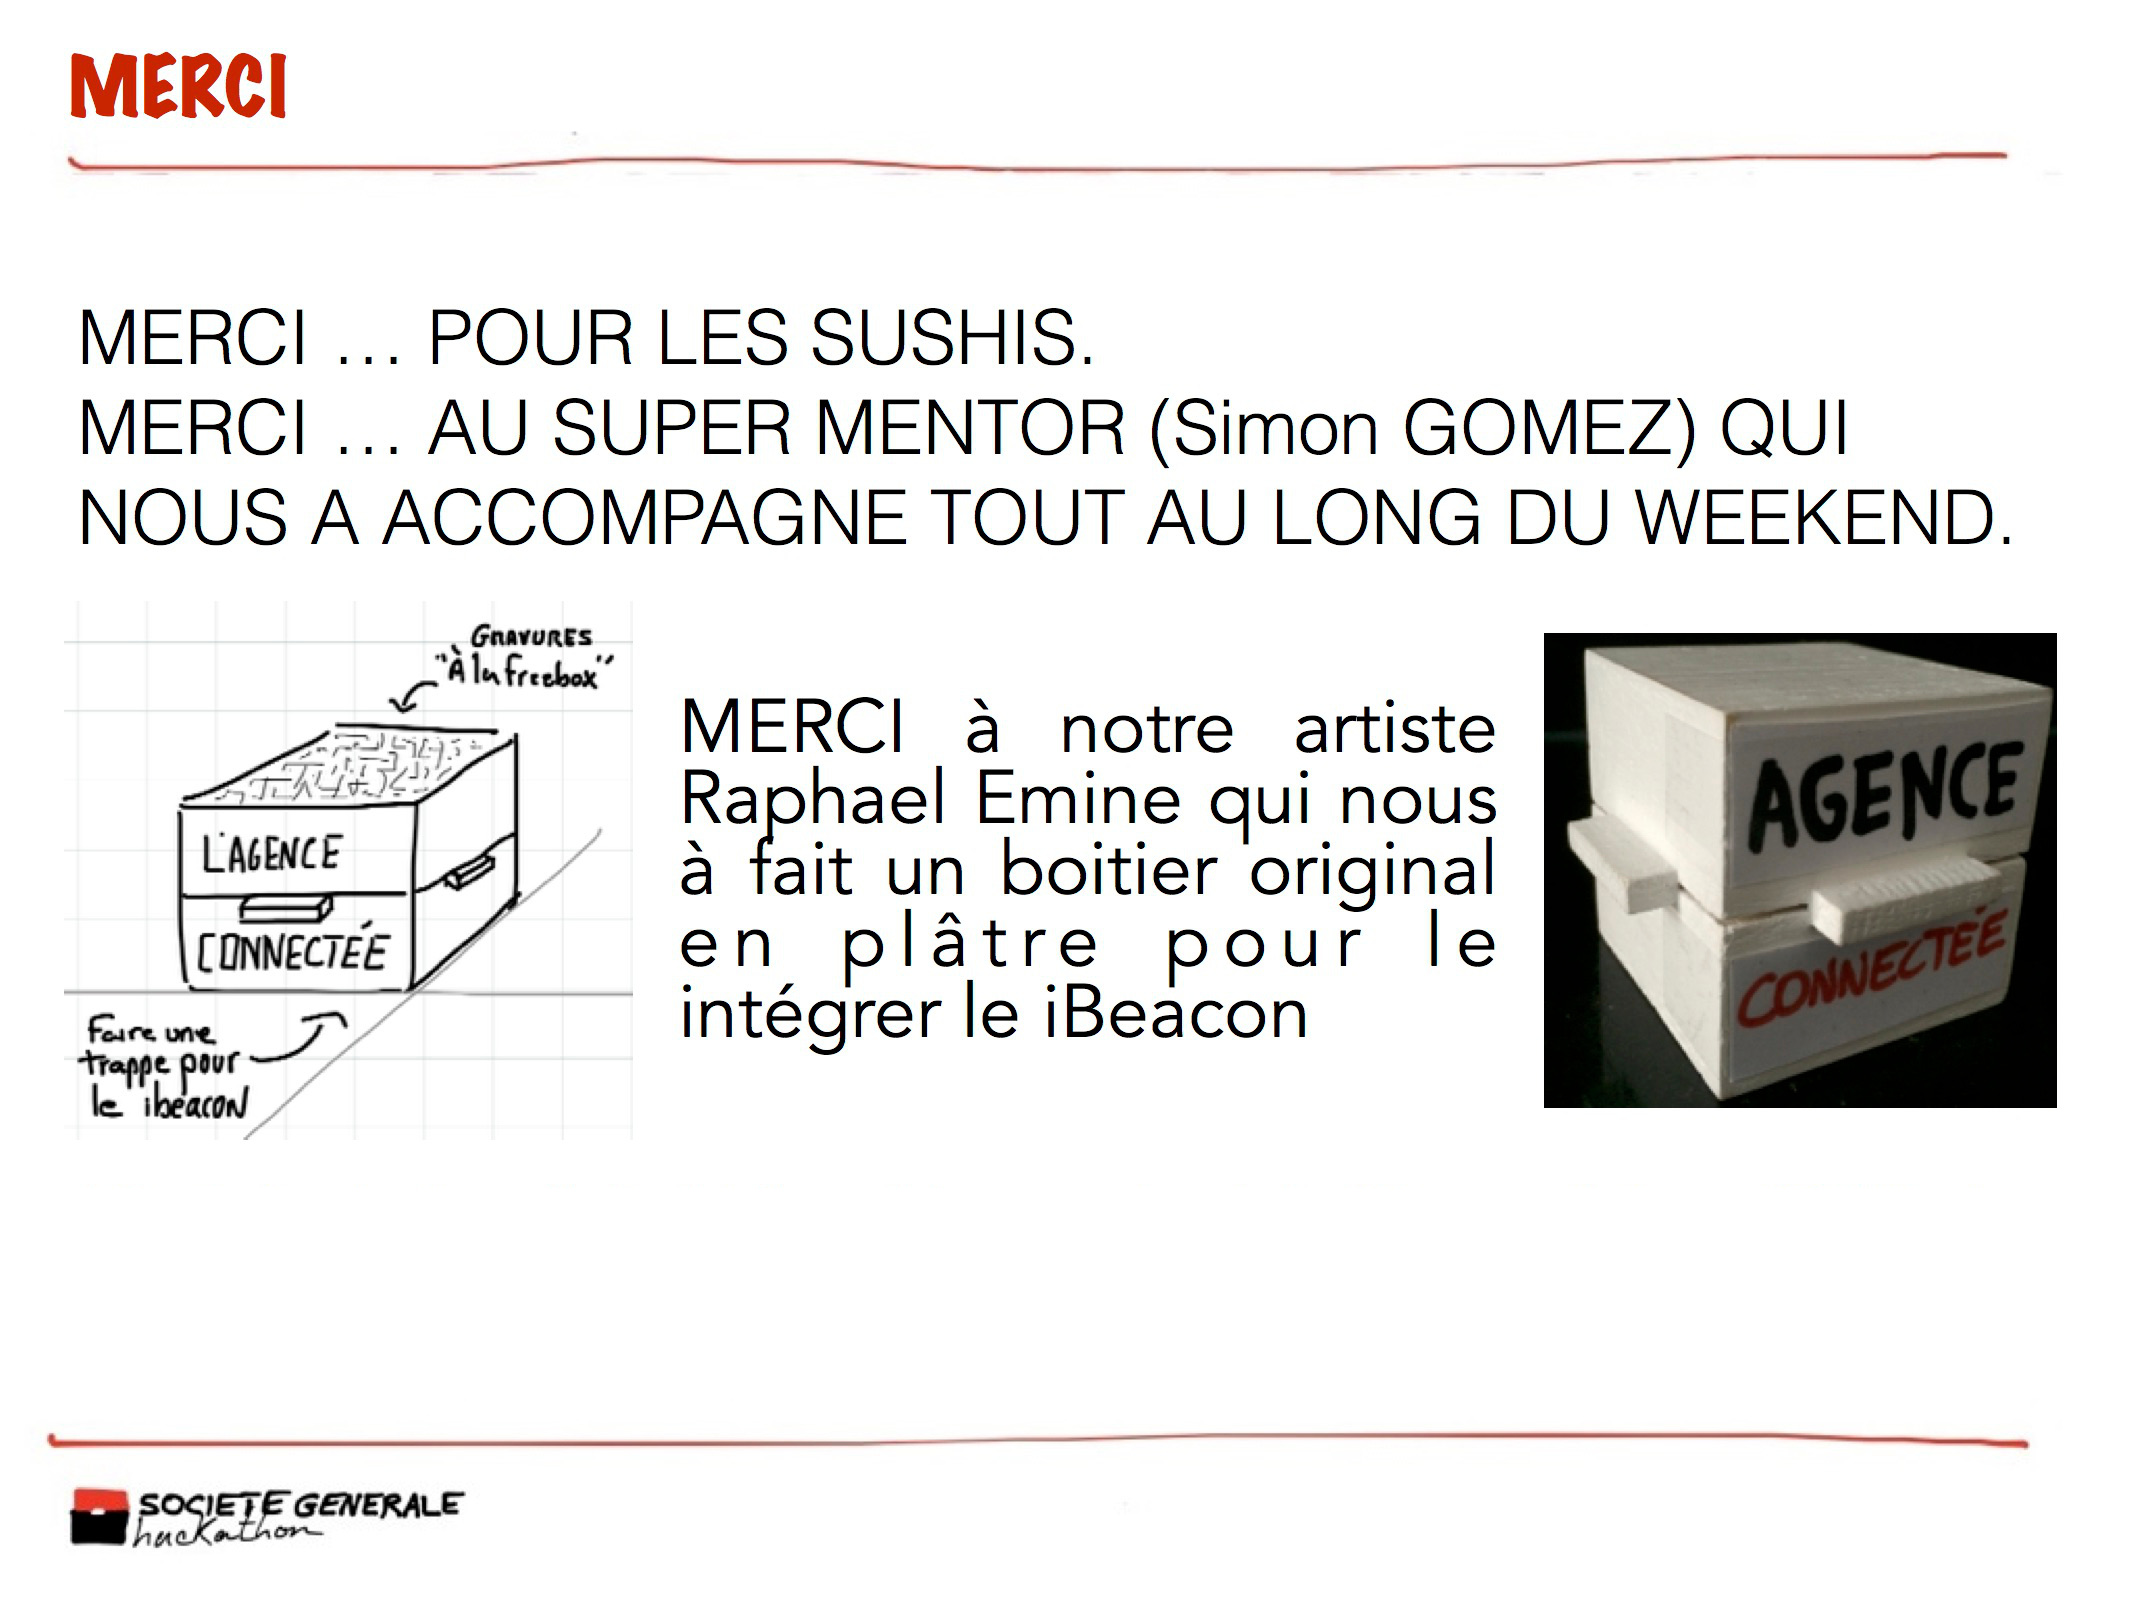 MERCI
MERCI … POUR LES SUSHIS.
MERCI … AU SUPER MENTOR (Simon GOMEZ) QUI
NOUS A ACCOMPAGNE TOUT AU LONG DU WEEKEND.
GRAVURES
"À la freebox"
L'AGENCE
CONNECTÉE
Faire une
trappe pour
le ibeacon
MERCI à notre artiste
Raphael Emine qui nous
à fait un boitier original
en plâtre pour le
intégrer le iBeacon
AGENCE
CONNECTÉE
SOCIETE GENERALE
hackathon